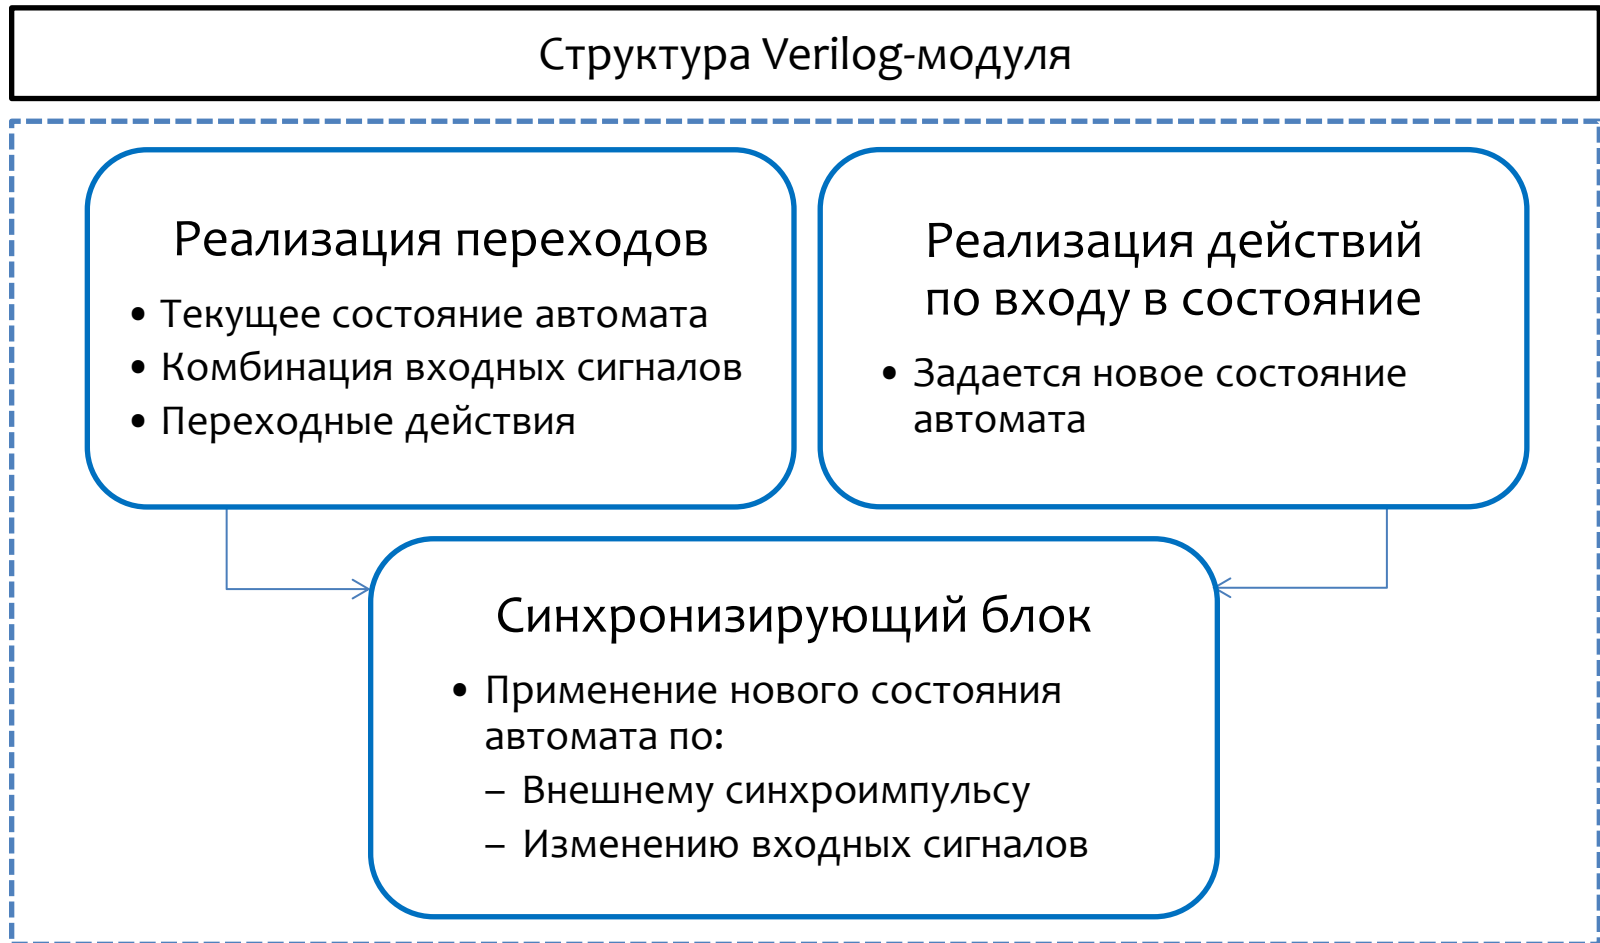 Структура Verilog-модуля
Реализация переходов
• Текущее состояние автомата
• Комбинация входных сигналов
• Переходные действия
Реализация действий
по входу в состояние
• Задается новое состояние
автомата
Синхронизирующий блок
• Применение нового состояния
автомата по:
– Внешнему синхроимпульсу
– Изменению входных сигналов